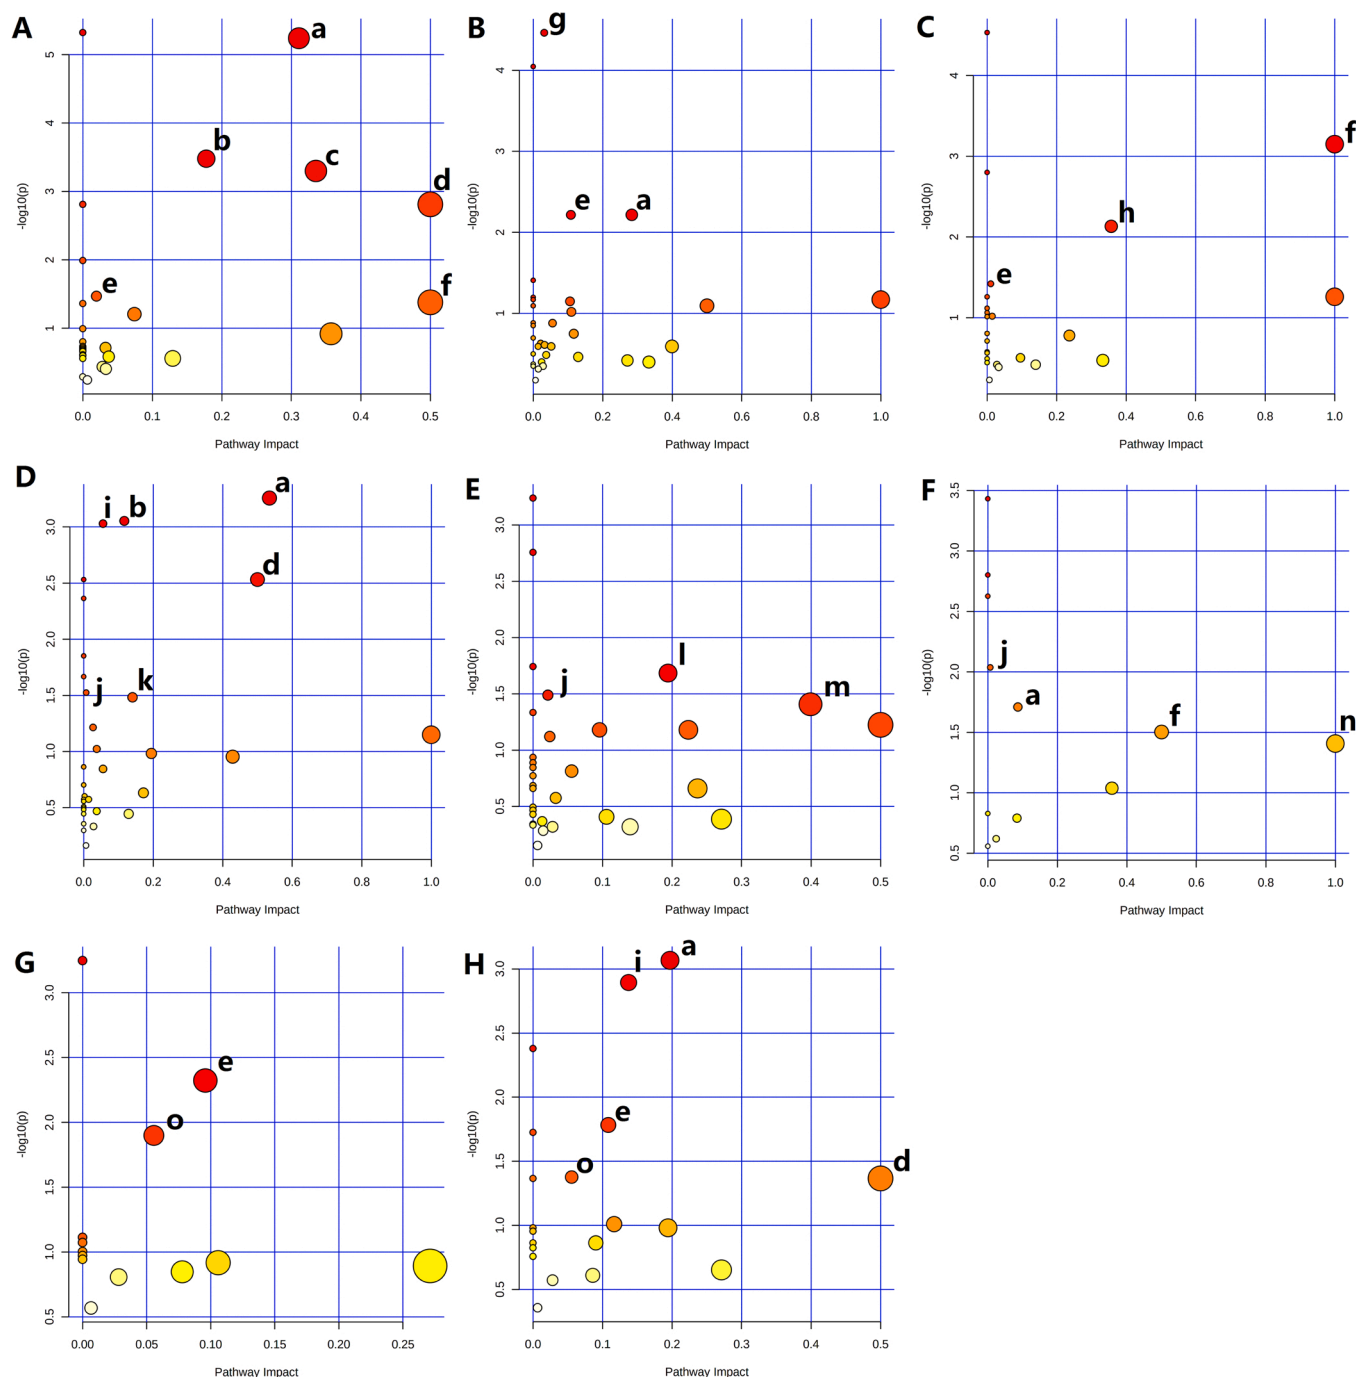 A
a
b
c
d
e
f
5
4
3
2
1
-log10(p)
0.0 0.1 0.2 0.3 0.4 0.5
Pathway Impact
B
g
e
a
4
3
2
1
-log10(p)
0.0 0.2 0.4 0.6 0.8 1.0
Pathway Impact
C
f
h
e
4
3
2
1
-log10(p)
0.0 0.2 0.4 0.6 0.8 1.0
Pathway Impact
D
a
i
b
d
j
k
3.0
2.5
2.0
1.5
1.0
0.5
-log10(p)
0.0 0.2 0.4 0.6 0.8 1.0
Pathway Impact
E
l
j
m
3.0
2.5
2.0
1.5
1.0
0.5
-log10(p)
0.0 0.1 0.2 0.3 0.4 0.5
Pathway Impact
F
j
a
f
n
3.5
3.0
2.5
2.0
1.5
1.0
0.5
-log10(p)
0.0 0.2 0.4 0.6 0.8 1.0
Pathway Impact
G
e
o
3.0
2.5
2.0
1.5
1.0
0.5
-log10(p)
0.00 0.05 0.10 0.15 0.20 0.25
Pathway Impact
H
a
i
e
o
d
3.0
2.5
2.0
1.5
1.0
0.5
-log10(p)
0.0 0.1 0.2 0.3 0.4 0.5
Pathway Impact